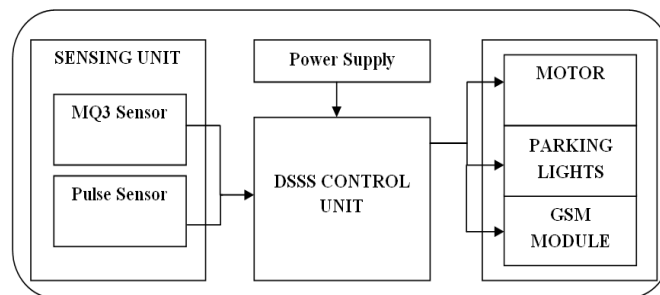 SENSING UNIT
MQ3 Sensor
Pulse Sensor
Power Supply
DSSS CONTROL
UNIT
MOTOR
PARKING
LIGHTS
GSM
MODULE